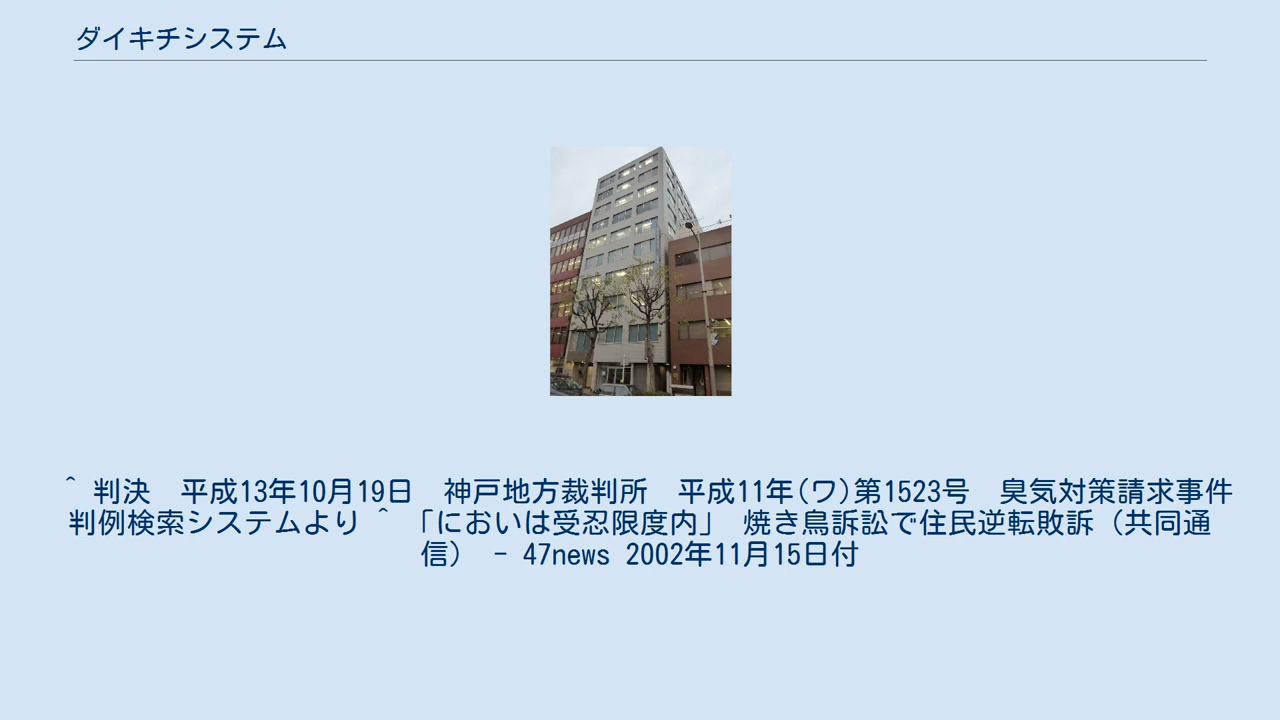 ダイキチシステム
^ 判決　平成13年10月19日　神戸地方裁判所　平成11年(ワ)第1523号　臭気対策請求事件
判例検索システムより ^ 「においは受忍限度内」 焼き鳥訴訟で住民逆転敗訴（共同通
信） - 47news 2002年11月15日付